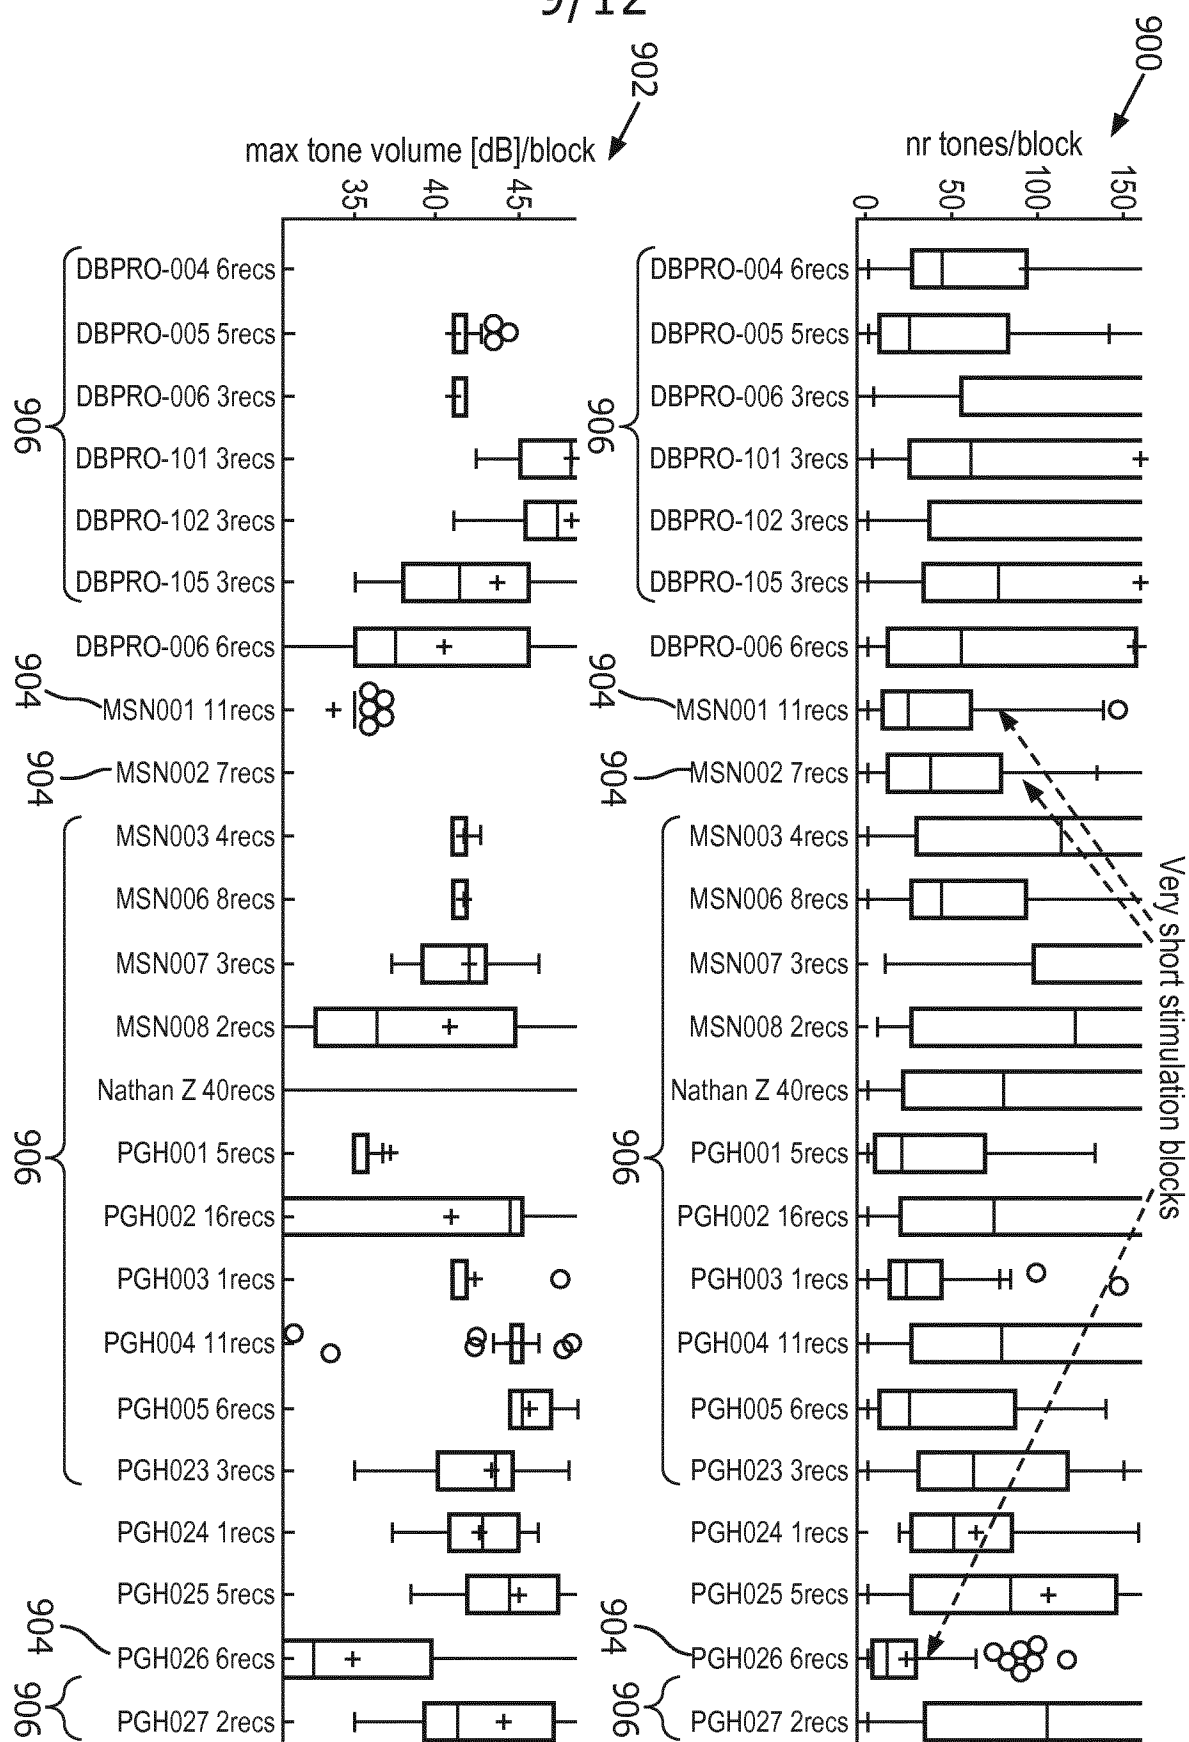 9/12
900
nr tones/block
0
50
100
150
DBPRO-004 6recs
DBPRO-005 5recs
DBPRO-006 3recs
DBPRO-101 3recs
DBPRO-102 3recs
DBPRO-105 3recs
DBPRO-006 6recs
MSN001 11recs
MSN002 7recs
MSN003 4recs
MSN006 8recs
MSN007 3recs
MSN008 2recs
Nathan Z 40recs
PGH001 5recs
PGH002 16recs
PGH003 1recs
PGH004 11recs
PGH005 6recs
PGH023 3recs
PGH024 1recs
PGH025 5recs
PGH026 6recs
PGH027 2recs
Very short stimulation blocks
906
904
904
906
904
906
902
max tone volume [dB]/block
35
40
45
DBPRO-004 6recs
DBPRO-005 5recs
DBPRO-006 3recs
DBPRO-101 3recs
DBPRO-102 3recs
DBPRO-105 3recs
DBPRO-006 6recs
MSN001 11recs
MSN002 7recs
MSN003 4recs
MSN006 8recs
MSN007 3recs
MSN008 2recs
Nathan Z 40recs
PGH001 5recs
PGH002 16recs
PGH003 1recs
PGH004 11recs
PGH005 6recs
PGH023 3recs
PGH024 1recs
PGH025 5recs
PGH026 6recs
PGH027 2recs
906
904
904
906
904
906